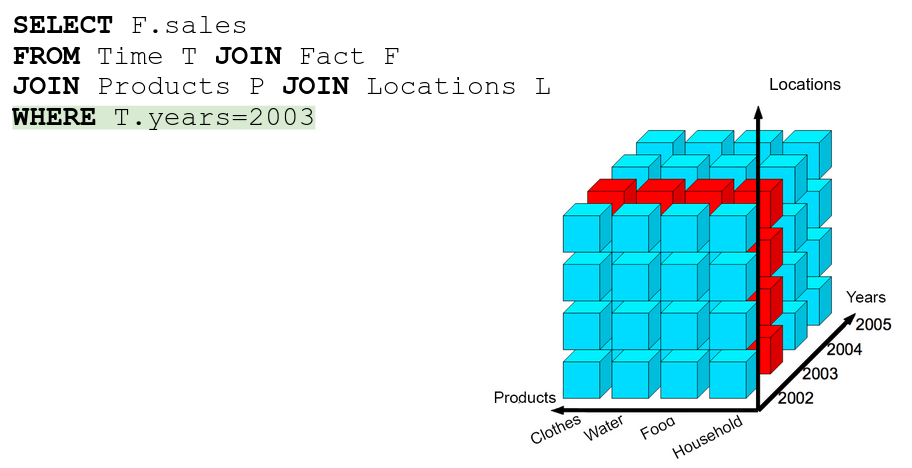 SELECT F.sales
FROM Time T JOIN Fact F
JOIN Products P JOIN Locations L
WHERE T.years=2003
Locations
Years
2005
2004
2003
2002
Products
Clothes
Water
Food
Household